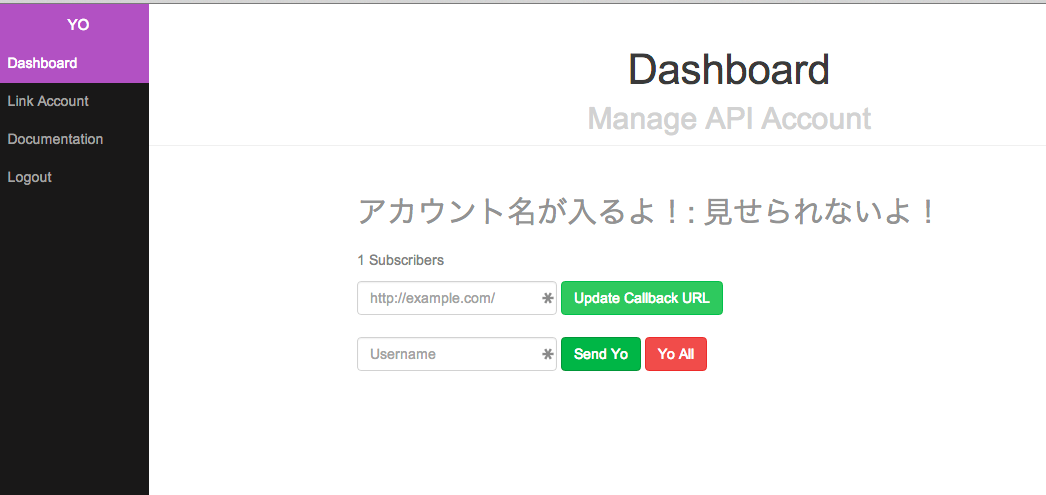 YO
Dashboard
Link Account
Documentation
Logout
Dashboard
Manage API Account
アカウント名が入るよ！: 見せられないよ！
1 Subscribers
http://example.com/ Update Callback URL
Username Send Yo Yo All